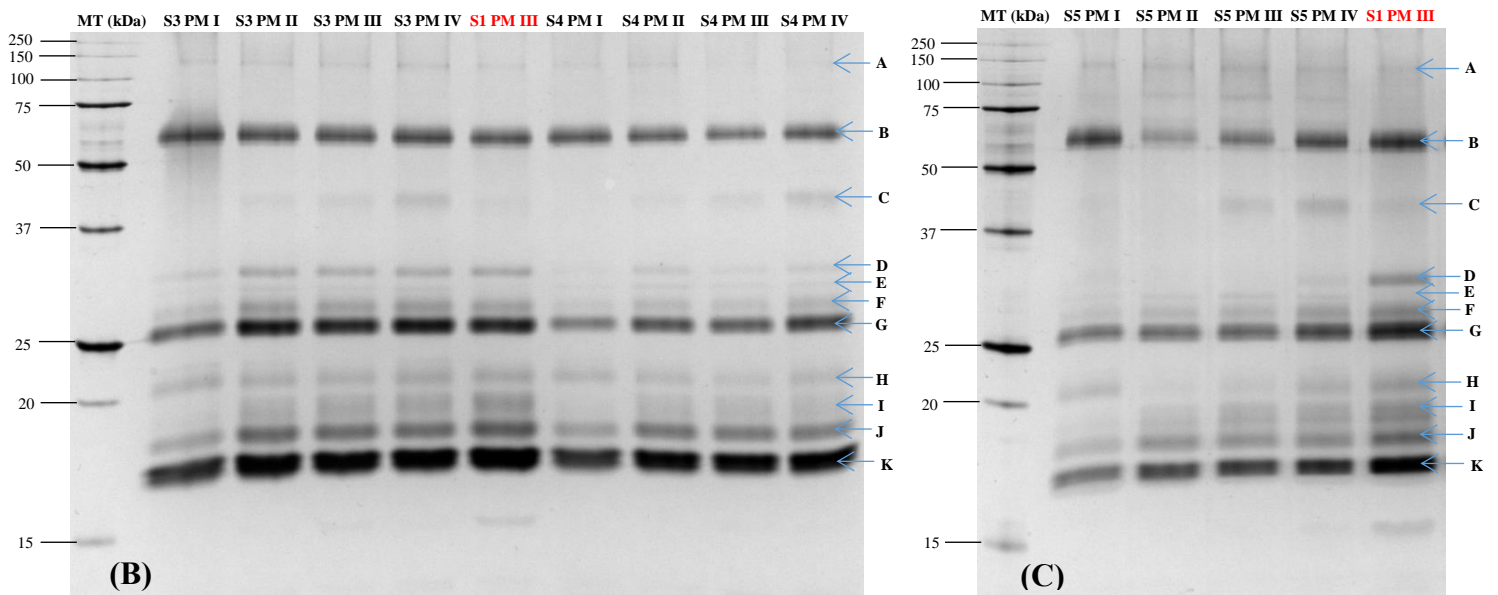 MT (kDa) S3 PM I S3 PM II S3 PM III S3 PM IV S1 PM III S4 PM I S4 PM II S4 PM III S4 PM IV
250
150
100
75
50
37
25
20
15
A
B
C
D
E
F
G
H
I
J
K
(B)
MT (kDa) S5 PM I S5 PM II S5 PM III S5 PM IV S1 PM III
250
150
100
75
50
37
25
20
15
A
B
C
D
E
F
G
H
I
J
K
(C)